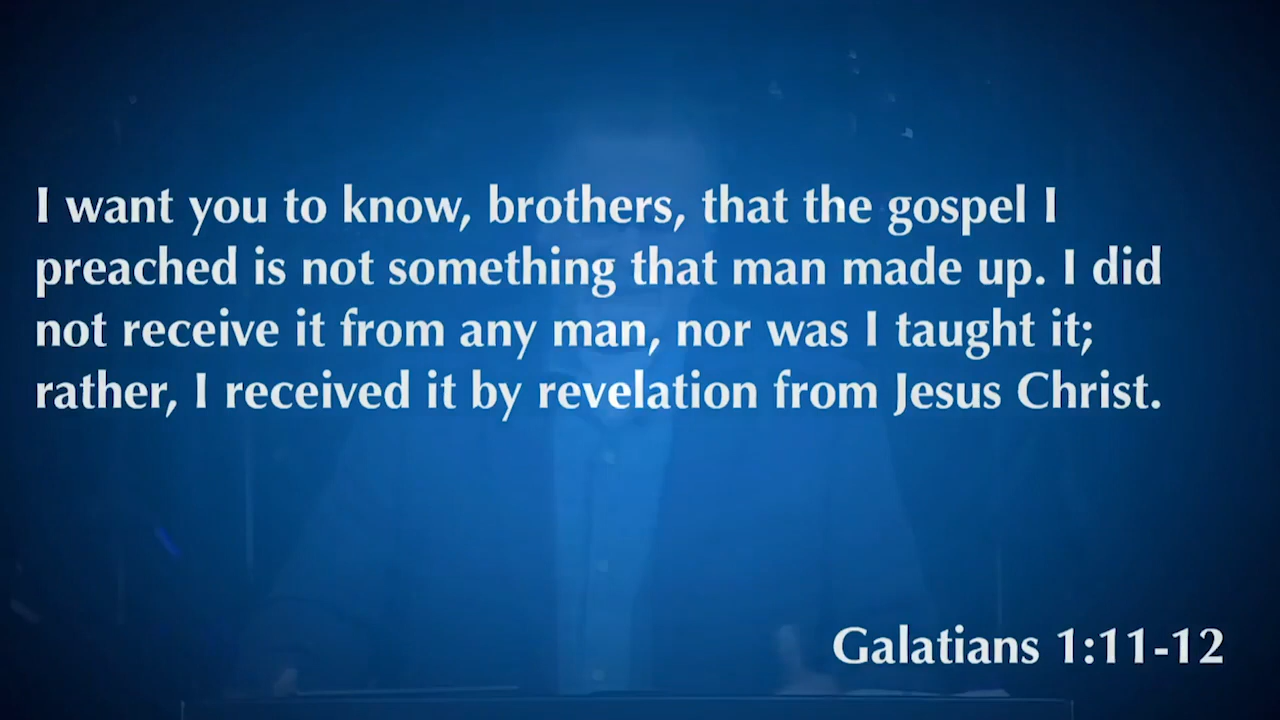 I want you to know, brothers, that the gospel I
preached is not something that man made up. I did
not receive it from any man, nor was I taught it;
rather, I received it by revelation from Jesus Christ.
Galatians 1:11-12